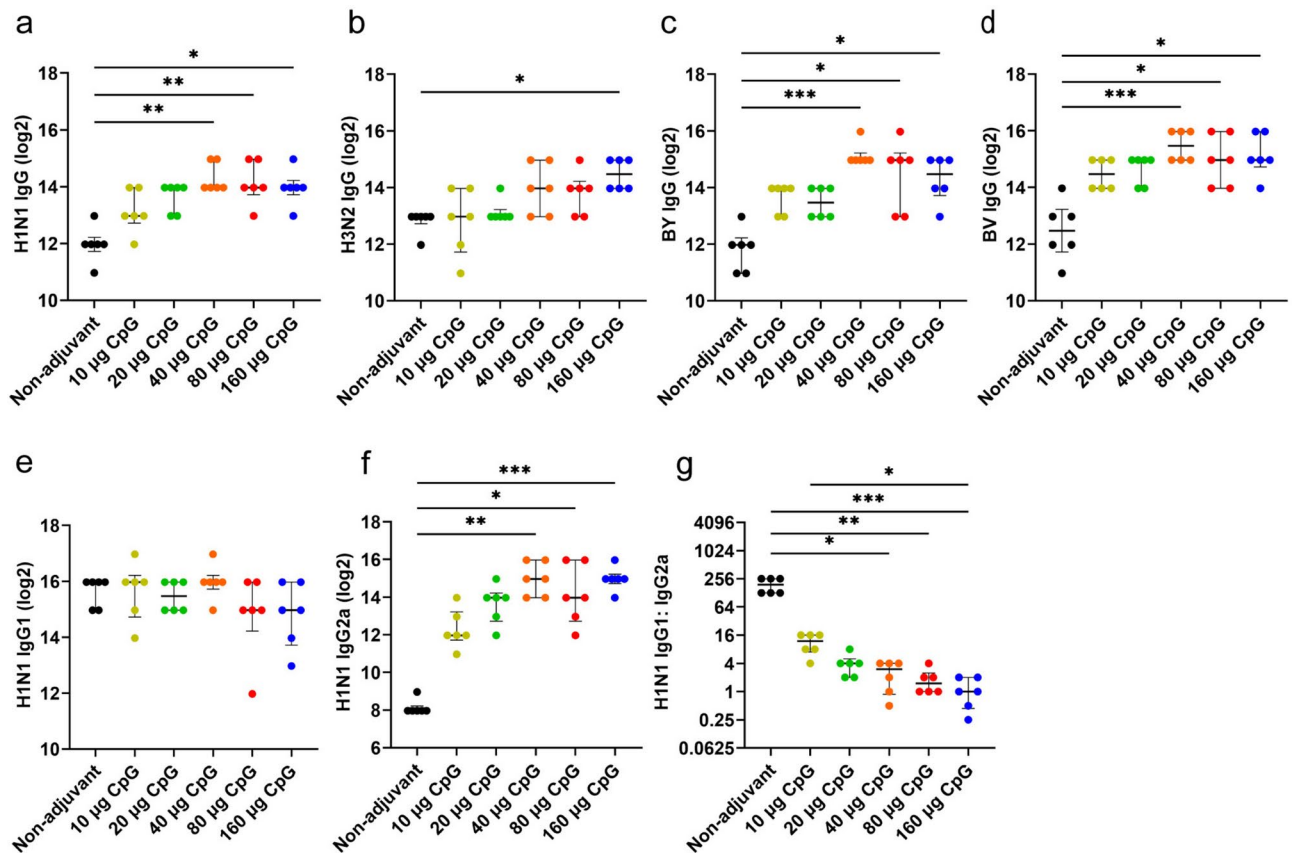 a
*
**
**
H1N1 IgG (log2)
18
16
14
12
10
Non-adjuvant
10 µg CpG
20 µg CpG
40 µg CpG
80 µg CpG
160 µg CpG
b
*
H3N2 IgG (log2)
18
16
14
12
10
Non-adjuvant
10 µg CpG
20 µg CpG
40 µg CpG
80 µg CpG
160 µg CpG
c
*
*
***
BY IgG (log2)
18
16
14
12
10
Non-adjuvant
10 µg CpG
20 µg CpG
40 µg CpG
80 µg CpG
160 µg CpG
d
*
*
***
BV IgG (log2)
18
16
14
12
10
Non-adjuvant
10 µg CpG
20 µg CpG
40 µg CpG
80 µg CpG
160 µg CpG
e
H1N1 IgG1 (log2)
18
16
14
12
10
Non-adjuvant
10 µg CpG
20 µg CpG
40 µg CpG
80 µg CpG
160 µg CpG
f
***
*
**
H1N1 IgG2a (log2)
18
16
14
12
10
8
6
Non-adjuvant
10 µg CpG
20 µg CpG
40 µg CpG
80 µg CpG
160 µg CpG
g
*
***
**
*
H1N1 IgG1: IgG2a
4096
1024
256
64
16
4
1
0.25
0.0625
Non-adjuvant
10 µg CpG
20 µg CpG
40 µg CpG
80 µg CpG
160 µg CpG